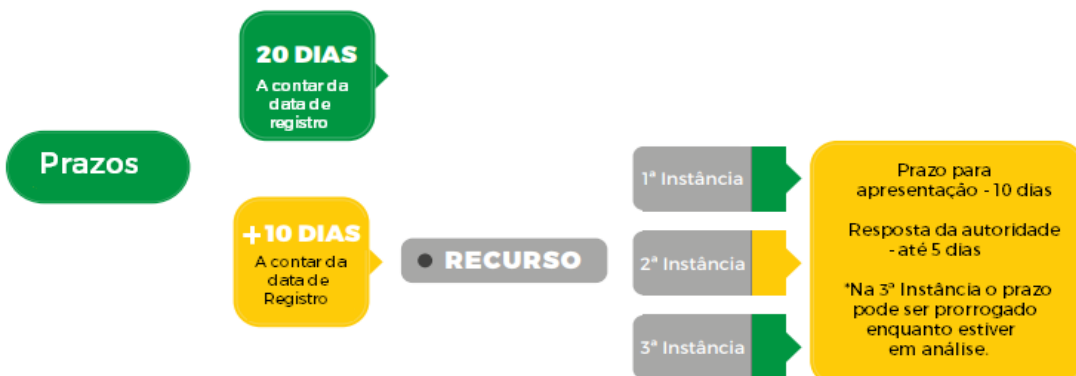 Prazos
20 DIAS
A contar da
data de
registro
+10 DIAS
A contar da
data de
Registro
• RECURSO
1ª Instância
2ª Instância
3ª Instância
Prazo para
apresentação - 10 dias
Resposta da autoridade
- até 5 dias
*Na 3ª Instância o prazo
pode ser prorrogado
enquanto estiver
em análise.